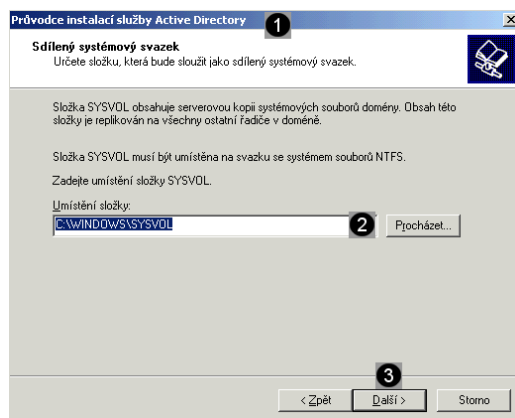 Průvodce instalací služby Active Directory
1
Sdílený systémový svazek
Určete složku, která bude sloužit jako sdílený systémový svazek.
Složka SYSVOL obsahuje serverovou kopii systémových souborů domény. Obsah této
složky je replikován na všechny ostatní řadiče v doméně.
Složka SYSVOL musí být umístěna na svazku se systémem souborů NTFS.
Zadejte umístění složky SYSVOL.
Umístění složky:
C:\WINDOWS\SYSVOL
2
Procházet...
3
< Zpět
Další >
Storno